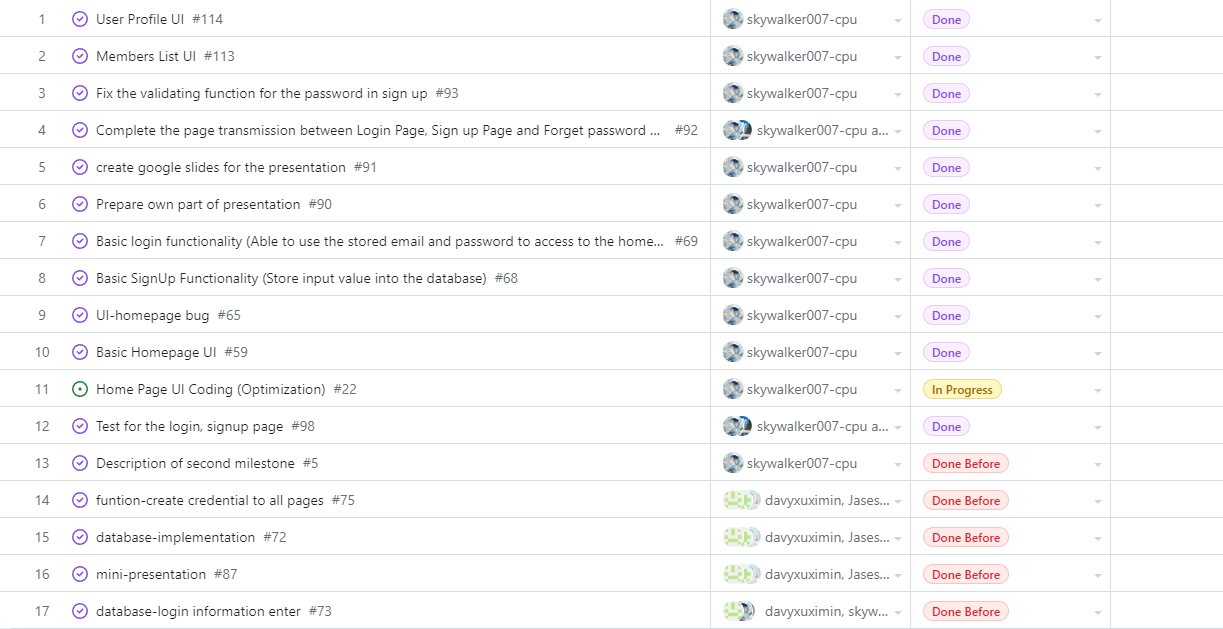 1 User Profile UI #114 skywalker007-cpu Done
2 Members List UI #113 skywalker007-cpu Done
3 Fix the validating function for the password in sign up #93 skywalker007-cpu Done
4 Complete the page transmission between Login Page, Sign up Page and Forget password ... #92 skywalker007-cpu a... Done
5 create google slides for the presentation #91 skywalker007-cpu Done
6 Prepare own part of presentation #90 skywalker007-cpu Done
7 Basic login functionality (Able to use the stored email and password to access to the home... #69 skywalker007-cpu Done
8 Basic SignUp Functionality (Store input value into the database) #68 skywalker007-cpu Done
9 UI-homepage bug #65 skywalker007-cpu Done
10 Basic Homepage UI #59 skywalker007-cpu Done
11 Home Page UI Coding (Optimization) #22 skywalker007-cpu In Progress
12 Test for the login, signup page #98 skywalker007-cpu a... Done
13 Description of second milestone #5 skywalker007-cpu Done Before
14 funtion-create credential to all pages #75 davyxuximin, Jases... Done Before
15 database-implementation #72 davyxuximin, Jases... Done Before
16 mini-presentation #87 davyxuximin, Jases... Done Before
17 database-login information enter #73 davyxuximin, skyw... Done Before